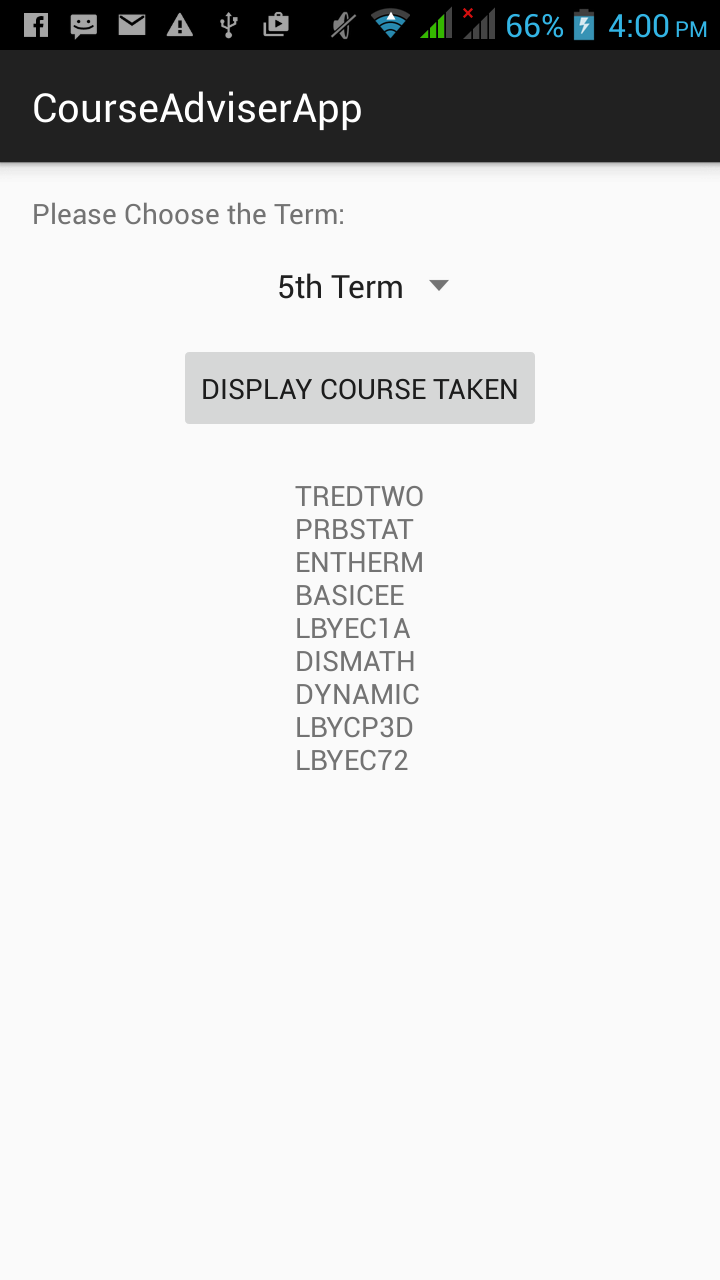 66% 4:00 PM
CourseAdviserApp
Please Choose the Term:
5th Term
DISPLAY COURSE TAKEN
TREDTWO
PRBSTAT
ENTHERM
BASICEE
LBYEC1A
DISMATH
DYNAMIC
LBYCP3D
LBYEC72